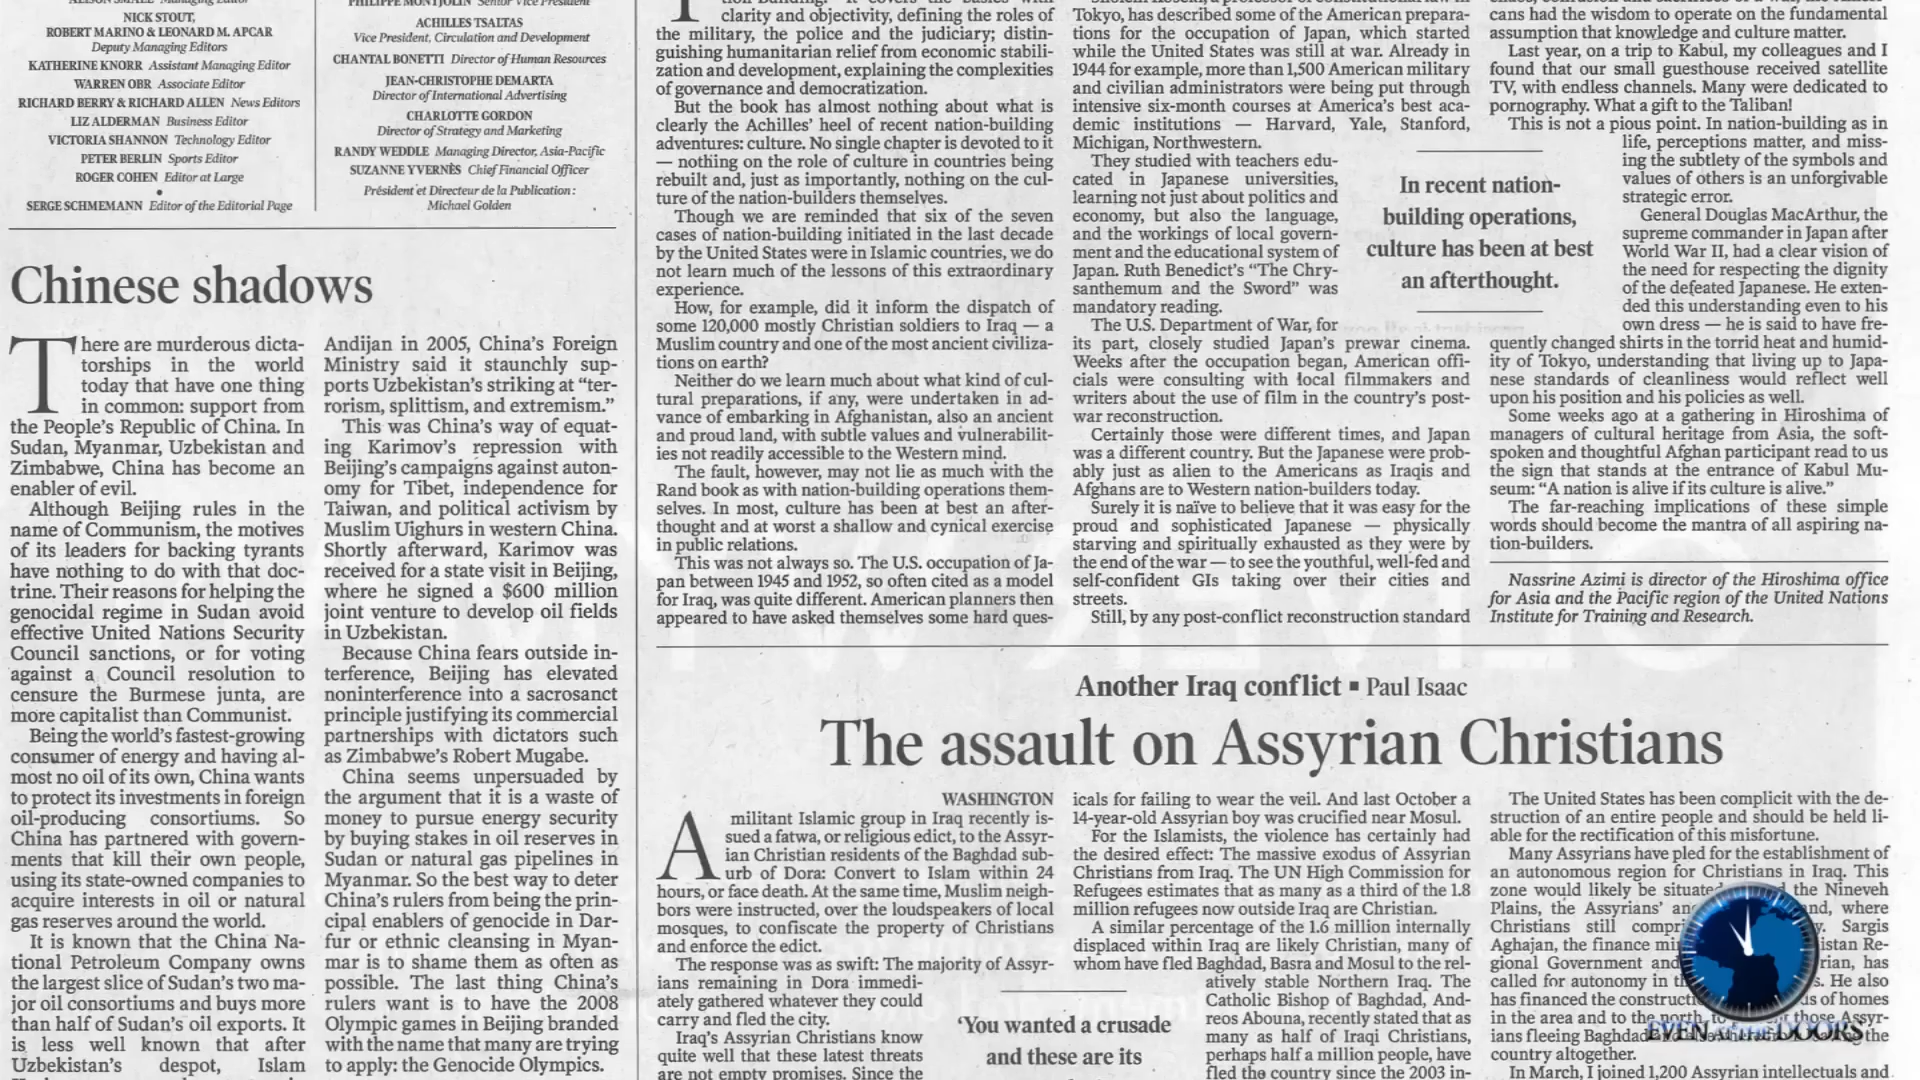 NICK STOUT,
ROBERT MARINO & LEONARD M. APCAR
Deputy Managing Editors
KATHERINE KNORR Assistant Managing Editor
WARREN OBR Associate Editor
RICHARD BERRY & RICHARD ALLEN News Editors
LIZ ALDERMAN Business Editor
VICTORIA SHANNON Technology Editor
PETER BERLIN Sports Editor
ROGER COHEN Editor at Large
•
SERGE SCHMEMANN Editor of the Editorial Page
PHILIPPE MONTJOLIN Senior Vice President
ACHILLES TSALTAS
Vice President, Circulation and Development
CHANTAL BONETTI Director of Human Resources
JEAN-CHRISTOPHE DEMARTA
Director of International Advertising
CHARLOTTE GORDON
Director of Strategy and Marketing
RANDY WEDDLE Managing Director, Asia-Pacific
SUZANNE YVERNÈS Chief Financial Officer
Président et Directeur de la Publication:
Michael Golden
Chinese shadows
There are murderous dicta-
torships in the world
today that have one thing
in common: support from
the People's Republic of China. In
Sudan, Myanmar, Uzbekistan and
Zimbabwe, China has become an
enabler of evil.
Although Beijing rules in the
name of Communism, the motives
of its leaders for backing tyrants
have nothing to do with that doc-
trine. Their reasons for helping the
genocidal regime in Sudan avoid
effective United Nations Security
Council sanctions, or for voting
against a Council resolution to
censure the Burmese junta, are
more capitalist than Communist.
Being the world's fastest-growing
consumer of energy and having al-
most no oil of its own, China wants
to protect its investments in foreign
oil-producing consortiums. So
China has partnered with govern-
ments that kill their own people,
using its state-owned companies to
acquire interests in oil or natural
gas reserves around the world.
It is known that the China Na-
tional Petroleum Company owns
the largest slice of Sudan's two ma-
jor oil consortiums and buys more
than half of Sudan's oil exports. It
is less well known that after
Uzbekistan's despot, Islam
Andijan in 2005, China's Foreign
Ministry said it staunchly sup-
ports Uzbekistan's striking at "ter-
rorism, splittism, and extremism."
This was China's way of equat-
ing Karimov's repression with
Beijing's campaigns against auton-
omy for Tibet, independence for
Taiwan, and political activism by
Muslim Uighurs in western China.
Shortly afterward, Karimov was
received for a state visit in Beijing,
where he signed a $600 million
joint venture to develop oil fields
in Uzbekistan.
Because China fears outside in-
terference, Beijing has elevated
noninterference into a sacrosanct
principle justifying its commercial
partnerships with dictators such
as Zimbabwe's Robert Mugabe.
China seems unpersuaded by
the argument that it is a waste of
money to pursue energy security
by buying stakes in oil reserves in
Sudan or natural gas pipelines in
Myanmar. So the best way to deter
China's rulers from being the prin-
cipal enablers of genocide in Dar-
fur or ethnic cleansing in Myan-
mar is to shame them as often as
possible. The last thing China's
rulers want is to have the 2008
Olympic games in Beijing branded
with the name that many are trying
to apply: the Genocide Olympics.
clarity and objectivity, defining the roles of
the military, the police and the judiciary; distin-
guishing humanitarian relief from economic stabili-
zation and development, explaining the complexities
of governance and democratization.
But the book has almost nothing about what is
clearly the Achilles' heel of recent nation-building
adventures: culture. No single chapter is devoted to it
— nothing on the role of culture in countries being
rebuilt and, just as importantly, nothing on the cul-
ture of the nation-builders themselves.
Though we are reminded that six of the seven
cases of nation-building initiated in the last decade
by the United States were in Islamic countries, we do
not learn much of the lessons of this extraordinary
experience.
How, for example, did it inform the dispatch of
some 120,000 mostly Christian soldiers to Iraq — a
Muslim country and one of the most ancient civiliza-
tions on earth?
Neither do we learn much about what kind of cul-
tural preparations, if any, were undertaken in ad-
vance of embarking in Afghanistan, also an ancient
and proud land, with subtle values and vulnerabilit-
ies not readily accessible to the Western mind.
The fault, however, may not lie as much with the
Rand book as with nation-building operations them-
selves. In most, culture has been at best an after-
thought and at worst a shallow and cynical exercise
in public relations.
This was not always so. The U.S. occupation of Ja-
pan between 1945 and 1952, so often cited as a model
for Iraq, was quite different. American planners then
appeared to have asked themselves some hard ques-
Tokyo, has described some of the American prepara-
tions for the occupation of Japan, which started
while the United States was still at war. Already in
1944 for example, more than 1,500 American military
and civilian administrators were being put through
intensive six-month courses at America's best aca-
demic institutions — Harvard, Yale, Stanford,
Michigan, Northwestern.
They studied with teachers edu-
cated in Japanese universities,
learning not just about politics and
economy, but also the language,
and the workings of local govern-
ment and the educational system of
Japan. Ruth Benedict's "The Chry-
santhemum and the Sword" was
mandatory reading.
The U.S. Department of War, for
its part, closely studied Japan's prewar cinema.
Weeks after the occupation began, American offi-
cials were consulting with local filmmakers and
writers about the use of film in the country's post-
war reconstruction.
Certainly those were different times, and Japan
was a different country. But the Japanese were prob-
ably just as alien to the Americans as Iraqis and
Afghans are to Western nation-builders today.
Surely it is naïve to believe that it was easy for the
proud and sophisticated Japanese — physically
starving and spiritually exhausted as they were by
the end of the war — to see the youthful, well-fed and
self-confident GIs taking over their cities and
streets.
Still, by any post-conflict reconstruction standard
In recent nation-
building operations,
culture has been at best
an afterthought.
cans had the wisdom to operate on the fundamental
assumption that knowledge and culture matter.
Last year, on a trip to Kabul, my colleagues and I
found that our small guesthouse received satellite
TV, with endless channels. Many were dedicated to
pornography. What a gift to the Taliban!
This is not a pious point. In nation-building as in
life, perceptions matter, and miss-
ing the subtlety of the symbols and
values of others is an unforgivable
strategic error.
General Douglas MacArthur, the
supreme commander in Japan after
World War II, had a clear vision of
the need for respecting the dignity
of the defeated Japanese. He exten-
ded this understanding even to his
own dress — he is said to have fre-
quently changed shirts in the torrid heat and humid-
ity of Tokyo, understanding that living up to Japa-
nese standards of cleanliness would reflect well
upon his position and his policies as well.
Some weeks ago at a gathering in Hiroshima of
managers of cultural heritage from Asia, the soft-
spoken and thoughtful Afghan participant read to us
the sign that stands at the entrance of Kabul Mu-
seum: "A nation is alive if its culture is alive."
The far-reaching implications of these simple
words should become the mantra of all aspiring na-
tion-builders.
Nassrine Azimi is director of the Hiroshima office
for Asia and the Pacific region of the United Nations
Institute for Training and Research.
Another Iraq conflict ▪ Paul Isaac
The assault on Assyrian Christians
WASHINGTON
A militant Islamic group in Iraq recently is-
sued a fatwa, or religious edict, to the Assyr-
ian Christian residents of the Baghdad sub-
urb of Dora: Convert to Islam within 24
hours, or face death. At the same time, Muslim neigh-
bors were instructed, over the loudspeakers of local
mosques, to confiscate the property of Christians
and enforce the edict.
The response was as swift: The majority of Assyr-
ians remaining in Dora immedi-
ately gathered whatever they could
carry and fled the city.
Iraq's Assyrian Christians know
quite well that these latest threats
are not empty promises. Since the
'You wanted a crusade
and these are its
icals for failing to wear the veil. And last October a
14-year-old Assyrian boy was crucified near Mosul.
For the Islamists, the violence has certainly had
the desired effect: The massive exodus of Assyrian
Christians from Iraq. The UN High Commission for
Refugees estimates that as many as a third of the 1.8
million refugees now outside Iraq are Christian.
A similar percentage of the 1.6 million internally
displaced within Iraq are likely Christian, many of
whom have fled Baghdad, Basra and Mosul to the rel-
atively stable Northern Iraq. The
Catholic Bishop of Baghdad, And-
reos Abouna, recently stated that as
many as half of Iraqi Christians,
perhaps half a million people, have
fled the country since the 2003 in-
The United States has been complicit with the de-
struction of an entire people and should be held li-
able for the rectification of this misfortune.
Many Assyrians have pled for the establishment of
an autonomous region for Christians in Iraq. This
zone would likely be situated the Nineveh
Plains, the Assyrians' where
Christians still Sargis
Aghajan, the finance Re-
gional Government and has
called for autonomy in He also
has financed the of homes
in the area and to the north, to those Assyr-
ians fleeing Baghdad the
country altogether.
In March, I joined 1,200 Assyrian intellectuals and
EVEN at the DOORS